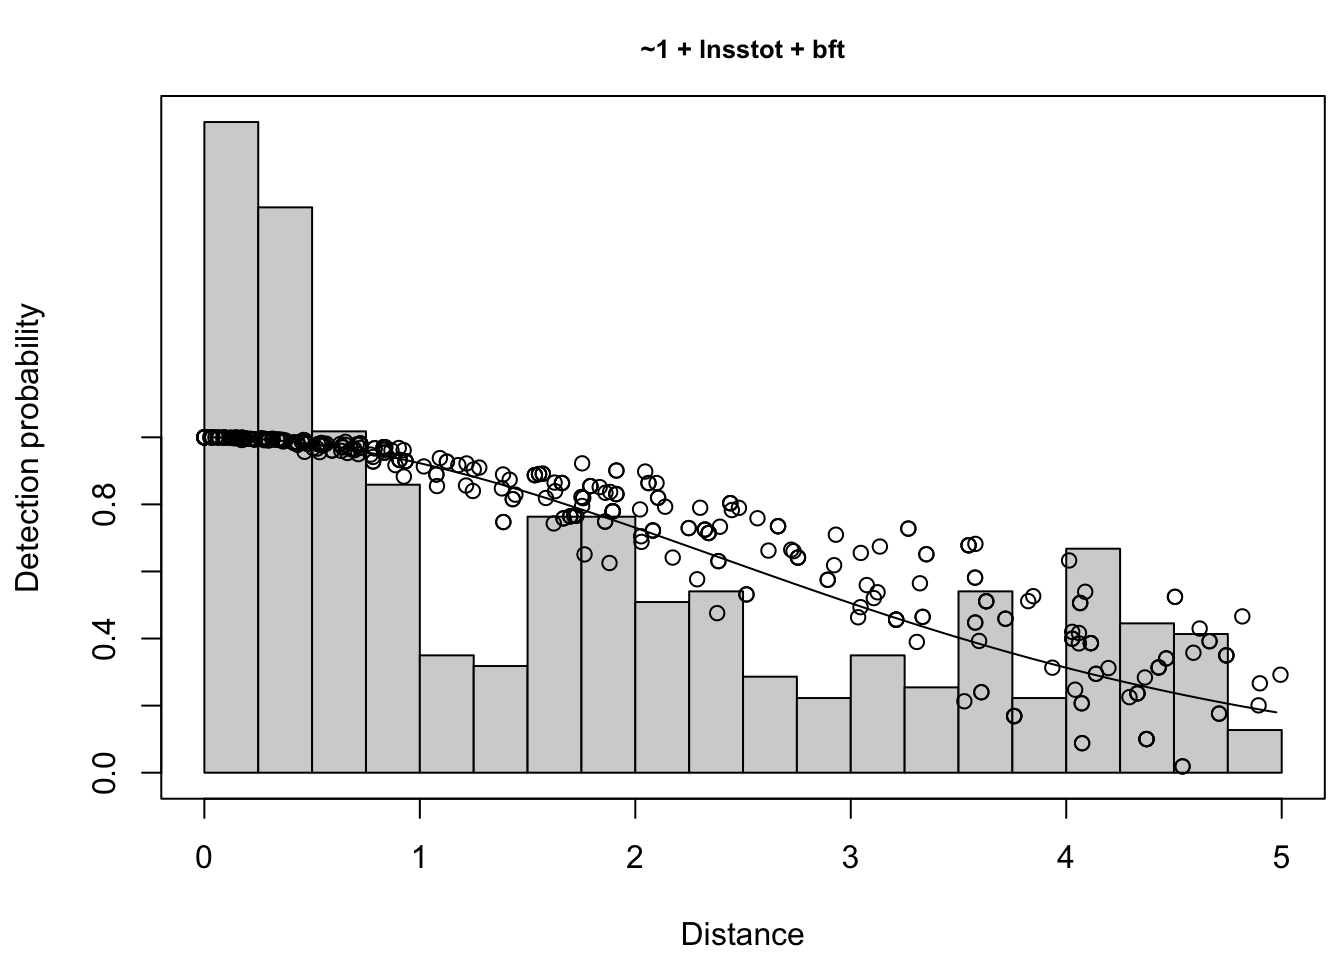 ~1 + lnsstot + bft
Detection probability
0.8
0.4
0.0
0 1 2 3 4 5
Distance